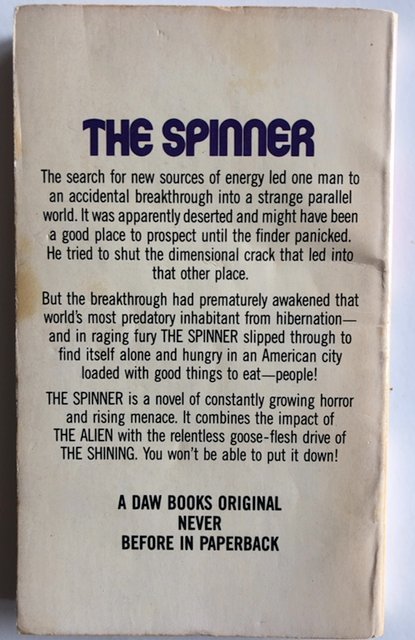 THE SPINNER
The search for new sources of energy led one man to
an accidental breakthrough into a strange parallel
world. It was apparently deserted and might have been
a good place to prospect until the finder panicked.
He tried to shut the dimensional crack that led into
that other place.
But the breakthrough had prematurely awakened that
world's most predatory inhabitant from hibernation—
and in raging fury THE SPINNER slipped through to
find itself alone and hungry in an American city
loaded with good things to eat—people!
THE SPINNER is a novel of constantly growing horror
and rising menace. It combines the impact of
THE ALIEN with the relentless goose-flesh drive of
THE SHINING. You won't be able to put it down!
A DAW BOOKS ORIGINAL
NEVER
BEFORE IN PAPERBACK